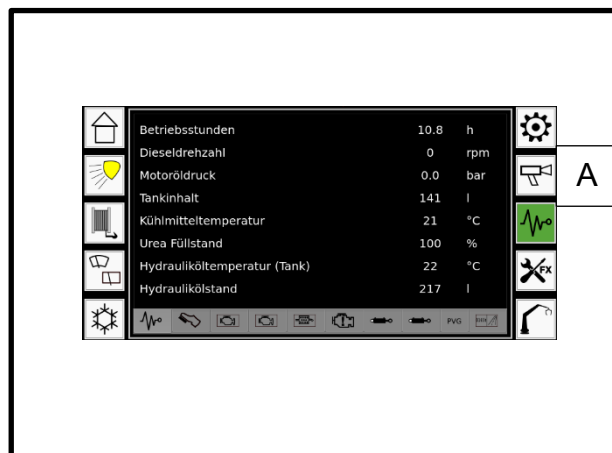 Betriebsstunden 10.8 h
Dieseldrehzahl 0 rpm
Motoröldruck 0.0 bar
Tankinhalt 141 l
Kühlmitteltemperatur 21 °C
Urea Füllstand 100 %
Hydrauliköltemperatur (Tank) 22 °C
Hydraulikölstand 217 l
PVG
A
FX